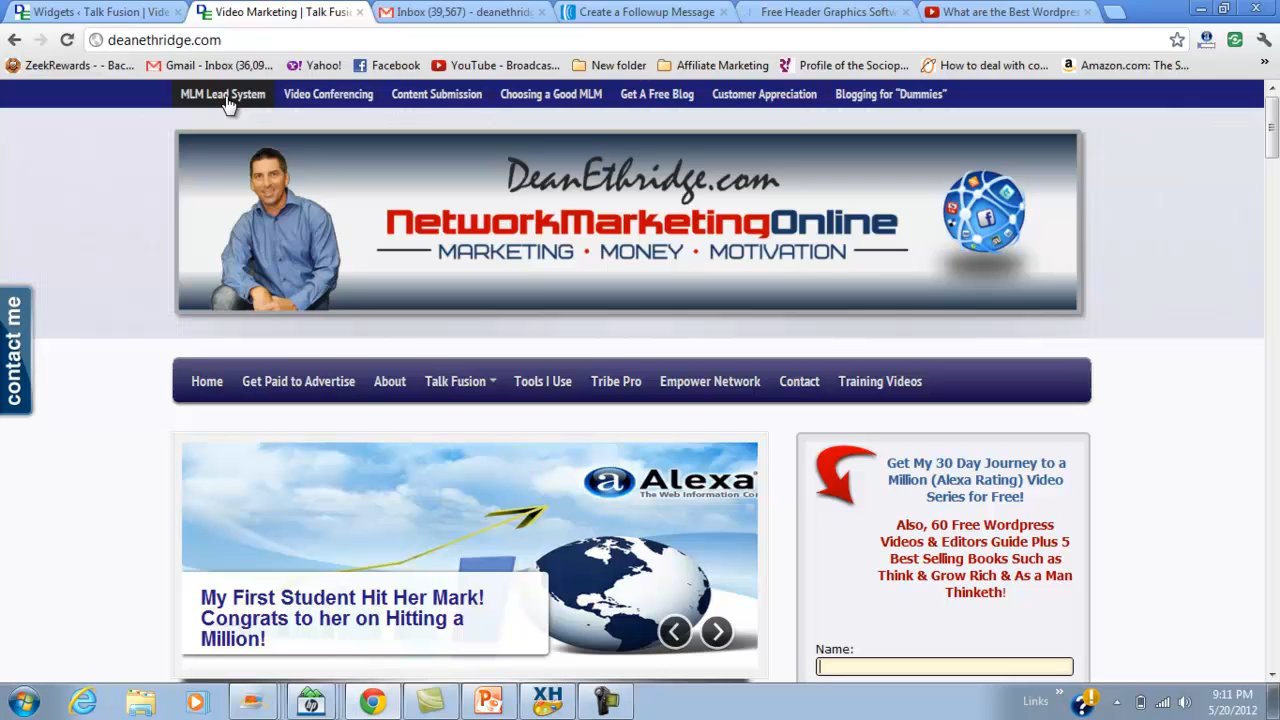 Widgets ‹ Talk Fusion | Vide
Video Marketing | Talk Fusi
Inbox (39,567) - deanethridg
Create a Followup Message
Free Header Graphics Softw
What are the Best Wordpres
deanethridge.com
ZeekRewards - - Bac...
Gmail - Inbox (36,09...
Yahoo!
Facebook
YouTube - Broadcas...
New folder
Affiliate Marketing
Profile of the Sociop...
How to deal with co...
Amazon.com: The S...
MLM Lead System
Video Conferencing
Content Submission
Choosing a Good MLM
Get A Free Blog
Customer Appreciation
Blogging for "Dummies"
DeanEthridge.com
NetworkMarketingOnline
MARKETING • MONEY • MOTIVATION
contact me
Home
Get Paid to Advertise
About
Talk Fusion
Tools I Use
Tribe Pro
Empower Network
Contact
Training Videos
a Alexa
The Web Information Co
My First Student Hit Her Mark!
Congrats to her on Hitting a
Million!
Get My 30 Day Journey to a
Million (Alexa Rating) Video
Series for Free!
Also, 60 Free Wordpress
Videos & Editors Guide Plus 5
Best Selling Books Such as
Think & Grow Rich & As a Man
Thinketh!
Name:
XH
Links
9:11 PM
5/20/2012